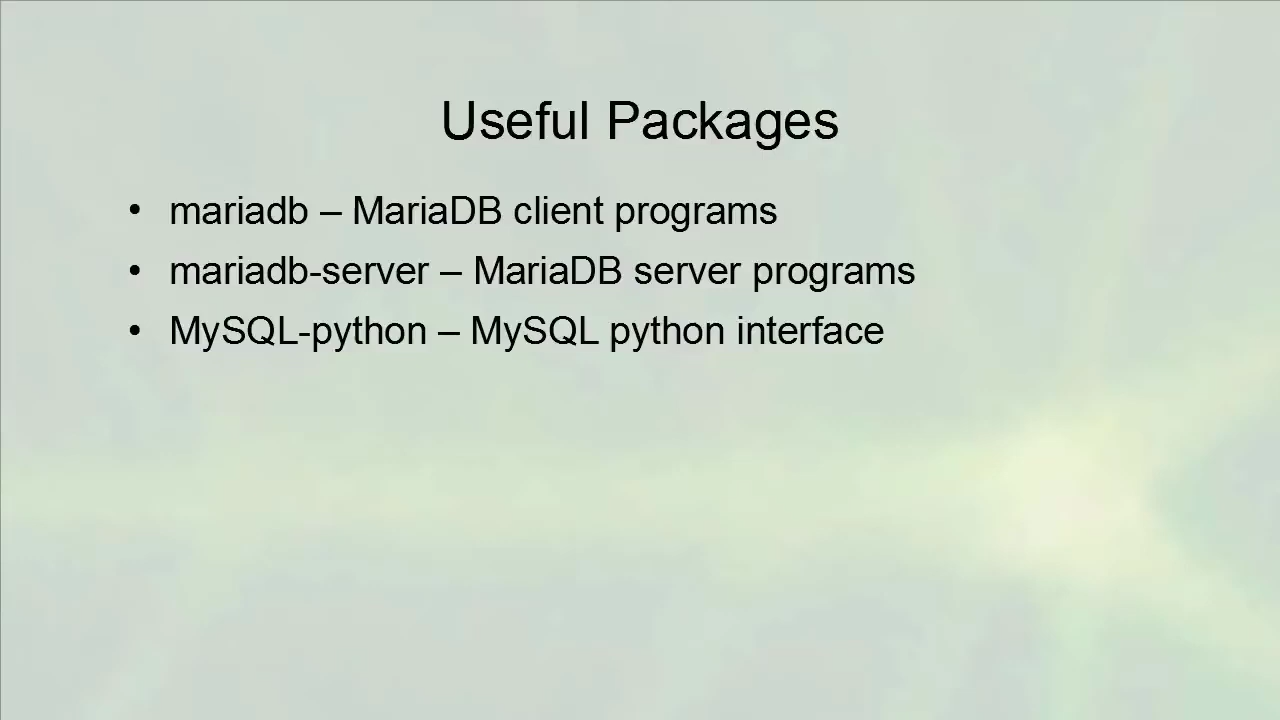 Useful Packages
• mariadb – MariaDB client programs
• mariadb-server – MariaDB server programs
• MySQL-python – MySQL python interface